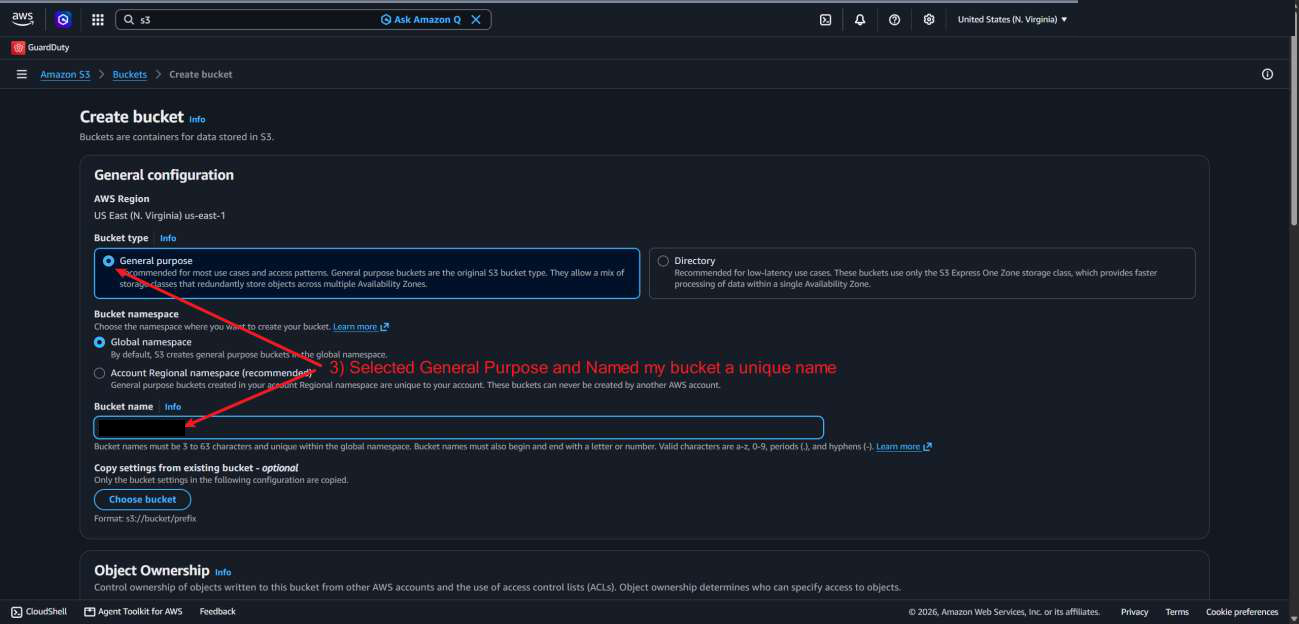 aws
s3
Ask Amazon Q
United States (N. Virginia)
GuardDuty
Amazon S3 > Buckets > Create bucket
Create bucket Info
Buckets are containers for data stored in S3.
General configuration
AWS Region
US East (N. Virginia) us-east-1
Bucket type Info
General purpose
Recommended for most use cases and access patterns. General purpose buckets are the original S3 bucket type. They allow a mix of
storage classes that redundantly store objects across multiple Availability Zones.
Directory
Recommended for low-latency use cases. These buckets use only the S3 Express One Zone storage class, which provides faster
processing of data within a single Availability Zone.
Bucket namespace
Choose the namespace where you want to create your bucket. Learn more
Global namespace
By default, S3 creates general purpose buckets in the global namespace.
3) Selected General Purpose and Named my bucket a unique name
Account Regional namespace (recommended)
General purpose buckets created in your account Regional namespace are unique to your account. These buckets can never be created by another AWS account.
Bucket name Info
Bucket names must be 3 to 63 characters and unique within the global namespace. Bucket names must also begin and end with a letter or number. Valid characters are a-z, 0-9, periods (.), and hyphens (-). Learn more
Copy settings from existing bucket - optional
Only the bucket settings in the following configuration are copied.
Choose bucket
Format: s3://bucket/prefix
Object Ownership Info
Control ownership of objects written to this bucket from other AWS accounts and the use of access control lists (ACLs). Object ownership determines who can specify access to objects.
CloudShell
Agent Toolkit for AWS
Feedback
© 2026, Amazon Web Services, Inc. or its affiliates.
Privacy
Terms
Cookie preferences